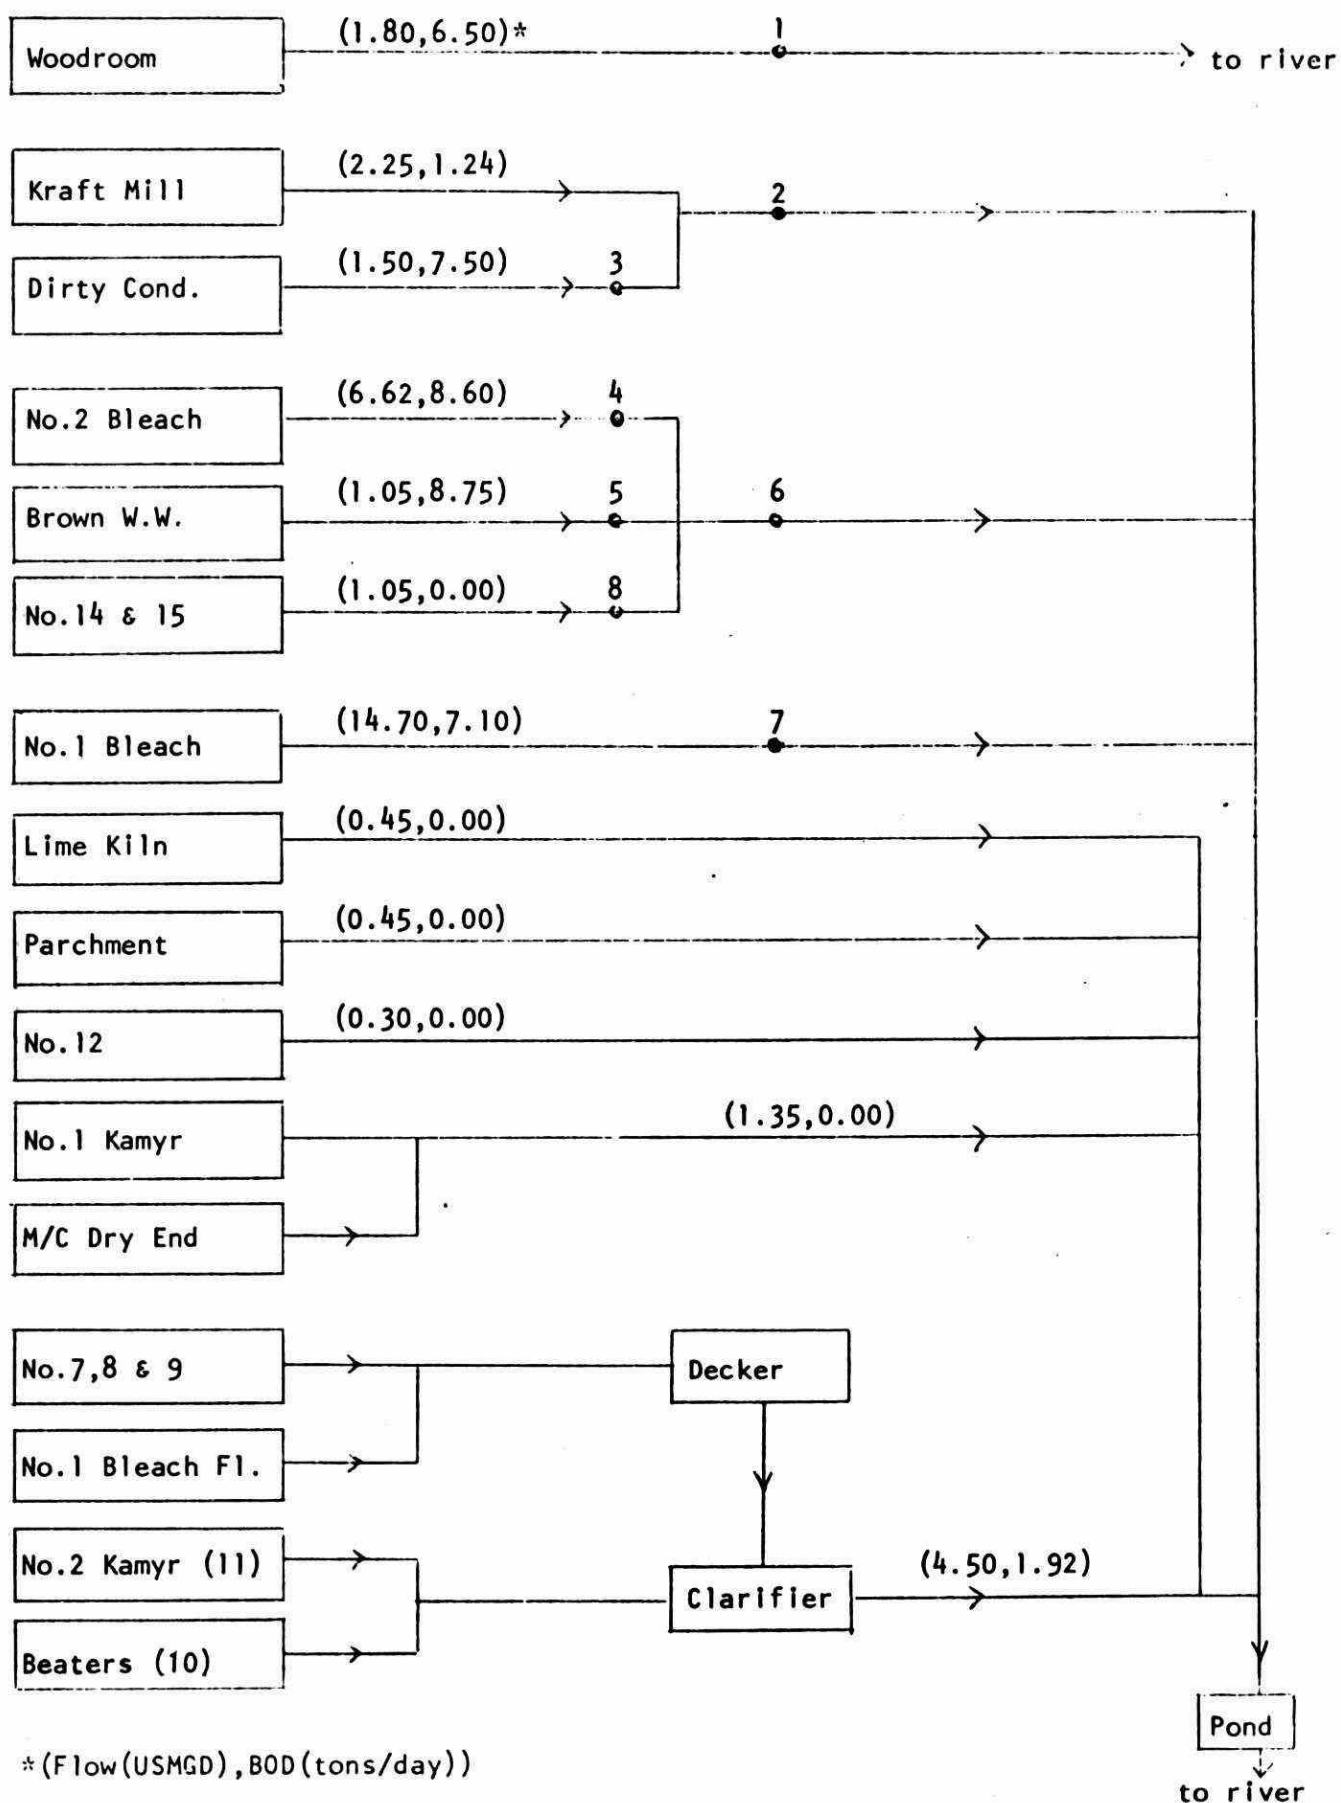 Woodroom
(1.80,6.50)*
1
to river
Kraft Mill
(2.25,1.24)
2
Dirty Cond.
(1.50,7.50)
3
No.2 Bleach
(6.62,8.60)
4
Brown W.W.
(1.05,8.75)
5
6
No.14 & 15
(1.05,0.00)
8
No.1 Bleach
(14.70,7.10)
7
Lime Kiln
(0.45,0.00)
Parchment
(0.45,0.00)
No.12
(0.30,0.00)
No.1 Kamyr
(1.35,0.00)
M/C Dry End
No.7,8 & 9
Decker
No.1 Bleach Fl.
No.2 Kamyr (11)
Clarifier
(4.50,1.92)
Beaters (10)
Pond
*(Flow(USMGD),BOD(tons/day))
to river